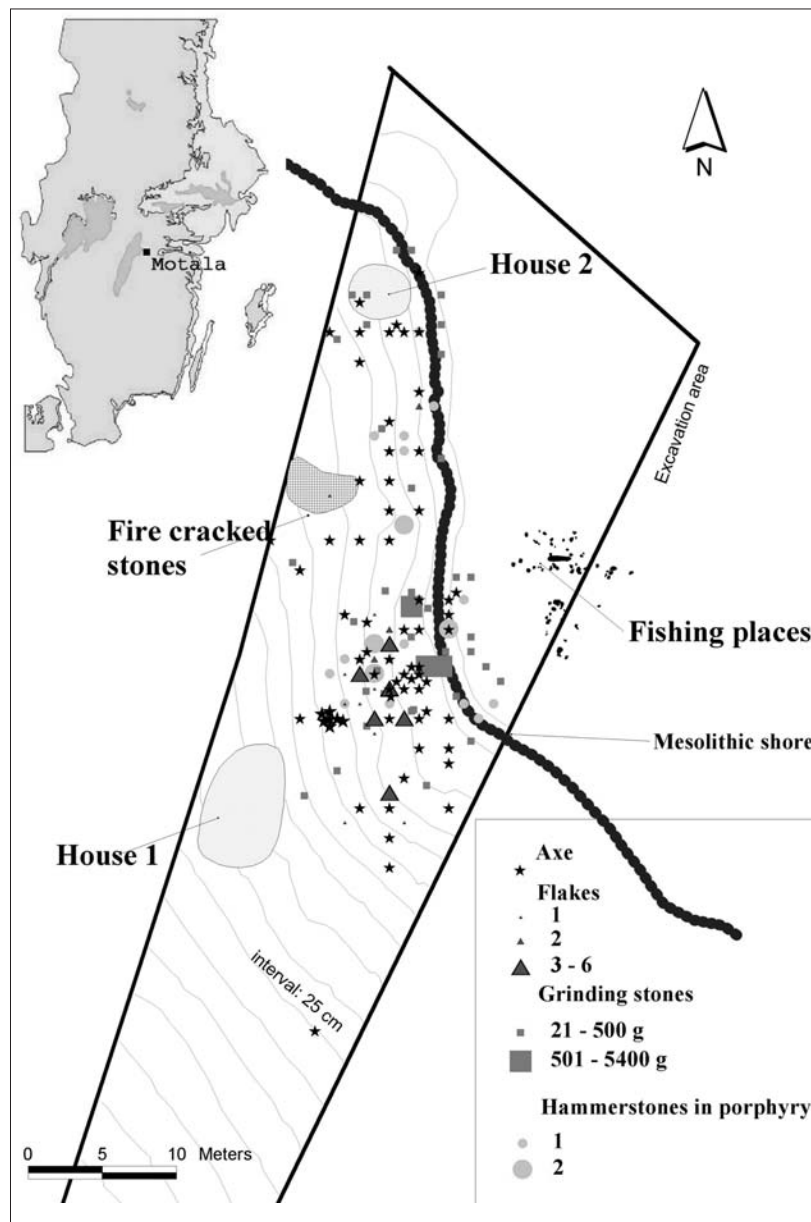 N
Motala
House 2
Excavation area
Fire cracked
stones
Fishing places
Mesolithic shore
House 1
interval: 25 cm
Axe
Flakes
1
2
3 - 6
Grinding stones
21 - 500 g
501 - 5400 g
Hammerstones in porphyry
1
2
0 5 10 Meters